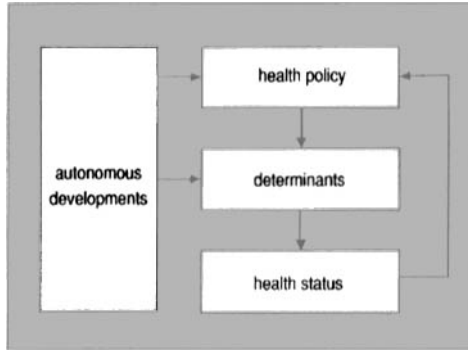 health policy
autonomous
developments
determinants
health status